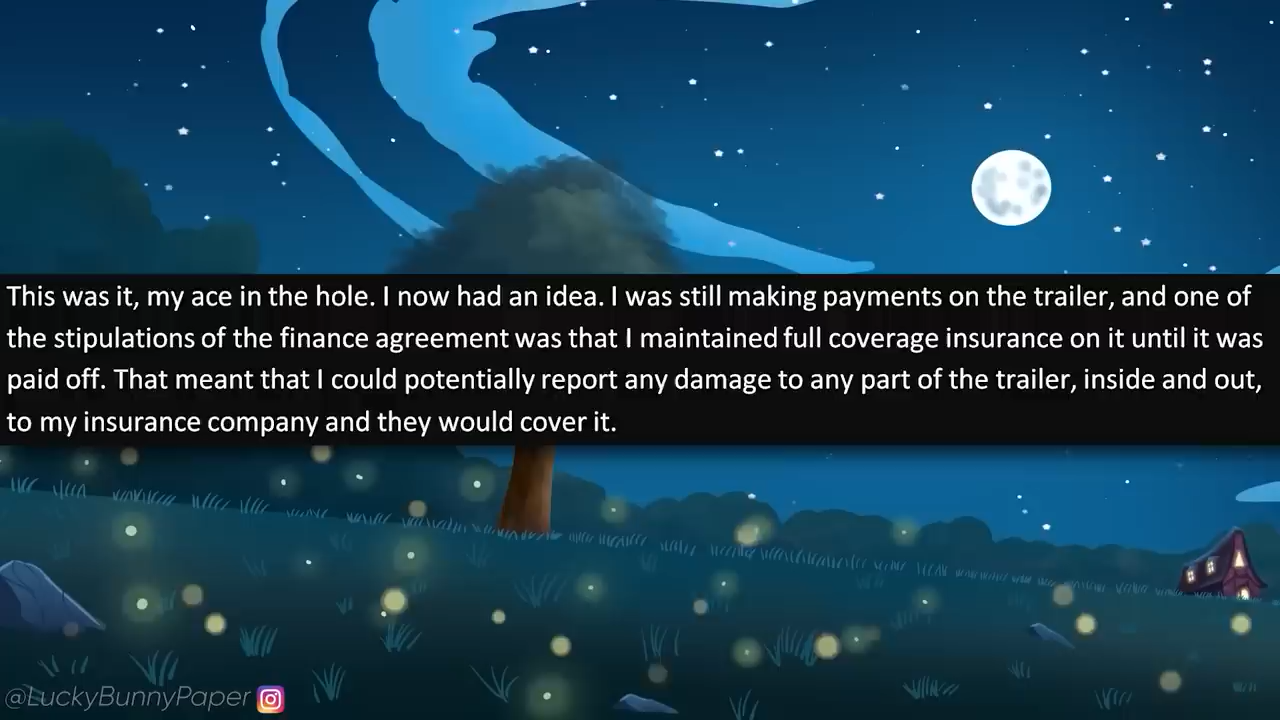 This was it, my ace in the hole. I now had an idea. I was still making payments on the trailer, and one of
the stipulations of the finance agreement was that I maintained full coverage insurance on it until it was
paid off. That meant that I could potentially report any damage to any part of the trailer, inside and out,
to my insurance company and they would cover it.
@LuckyBunnyPaper